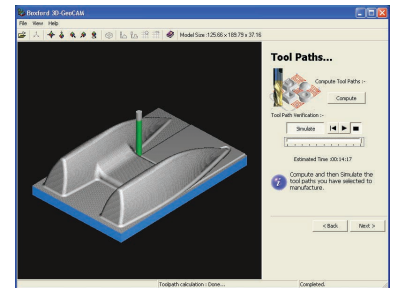 Boxford 3D-GeoCAM
File View Help
Model Size :125.66 x 189.79 x 37.16
Tool Paths...
Compute Tool Paths :-
Compute
Tool Path Verification :-
Simulate
Estimated Time :00:14:17
7
Compute and then Simulate the
tool paths you have selected to
manufacture.
< Back Next >
Toolpath calculation : Done... Completed.